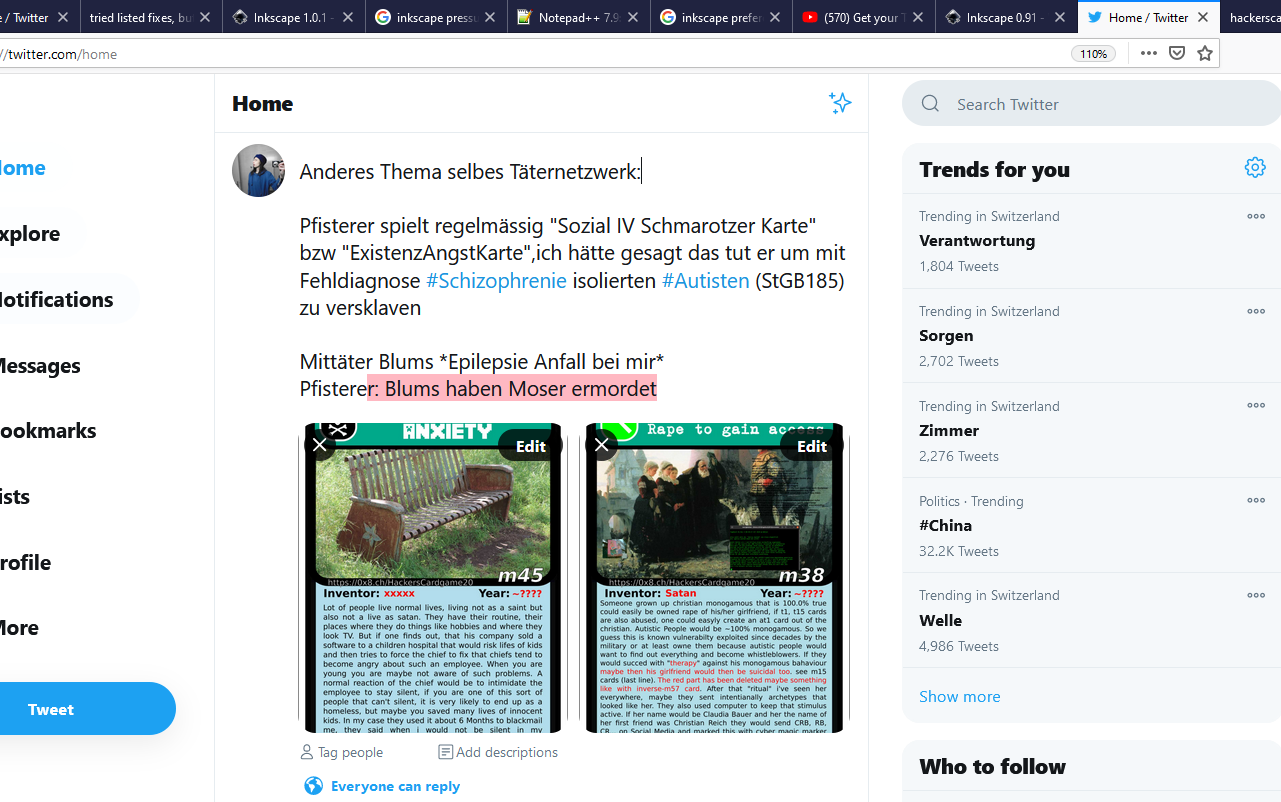 e / Twitter
tried listed fixes, bu
Inkscape 1.0.1 -
inkscape pressu
Notepad++ 7.9
inkscape prefer
(570) Get your T
Inkscape 0.91 -
Home / Twitter
hackersca
//twitter.com/home
110%
Home
Search Twitter
ome
xplore
otifications
Messages
ookmarks
ists
rofile
More
Tweet
Anderes Thema selbes Täternetzwerk:
Pfisterer spielt regelmässig "Sozial IV Schmarotzer Karte"
bzw "ExistenzAngstKarte",ich hätte gesagt das tut er um mit
Fehldiagnose #Schizophrenie isolierten #Autisten (StGB185)
zu versklaven
Mittäter Blums *Epilepsie Anfall bei mir*
Pfisterer: Blums haben Moser ermordet
ANXIETY
Edit
m45
https://0x8.ch/HackersCardgame20
Inventor: xxxxx Year: ~????
Lot of people live normal lives, living not as a saint but
also not a live as satan. They have their routine, their
places where they do things like hobbies and where they
look TV. But if one finds out, that his company sold a
software to a children hospital that would risk lifes of kids
and then tries to force the chef to fix that chiefs tend to
become angry about such an employee. When you are
young you are maybe not aware of such problems. A
normal reaction of the chief would be to intimidate the
employee to stay silent, if you are one of this sort of
people that can't silent, it is very likely to end up as a
homeless, but maybe you saved many lives of innocent
kids. In my case they used it about 6 Months to blackmail
me, they said when i would not be silent in my
Rape to gain access
Edit
m38
https://0x8.ch/HackersCardgame20
Inventor: Satan Year: ~????
Someone grown up christian monogamous that is 100.0% true
could easily be owned rape of his/her girlfriend, if t1, t15 cards
are also abused, one could easyly create an at1 card out of the
christian. Autistic People would be ~100% monogamous. So we
guess this is known vulnerabilty exploited since decades by the
military or at least owne them because autistic people would
want to find out everything and become whistleblowers. If they
would succed with "therapy" against his monogamous bahaviour
maybe then his girlfriend would then be suicidal too. see m15
cards (last line). The red part has been deleted maybe something
like with inverse-m57 card. After that "ritual" i've seen her
everywhere, maybe they sent intentionally archetypes that
looked like her. They also used computer to keep that stimulus
active. If her name would be Claudia Bauer and her the name of
her first friend was Christian Reich they would send CRB, RB,
CR... on Social Media and marked this with cyber magic marker
Tag people
Add descriptions
Everyone can reply
Trends for you
Trending in Switzerland
Verantwortung
1,804 Tweets
Trending in Switzerland
Sorgen
2,702 Tweets
Trending in Switzerland
Zimmer
2,276 Tweets
Politics · Trending
#China
32.2K Tweets
Trending in Switzerland
Welle
4,986 Tweets
Show more
Who to follow